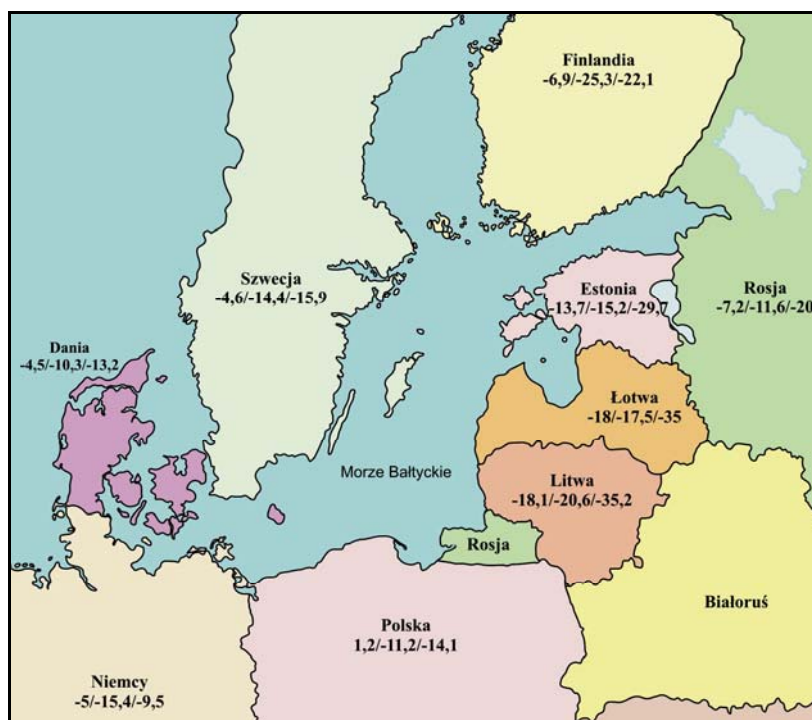 Finlandia
-6,9/-25,3/-22,1
Szwecja
-4,6/-14,4/-15,9
Estonia
-13,7/-15,2/-29,7
Rosja
-7,2/-11,6/-20
Dania
-4,5/-10,3/-13,2
Łotwa
-18/-17,5/-35
Morze Bałtyckie
Litwa
-18,1/-20,6/-35,2
Rosja
Białoruś
Polska
1,2/-11,2/-14,1
Niemcy
-5/-15,4/-9,5